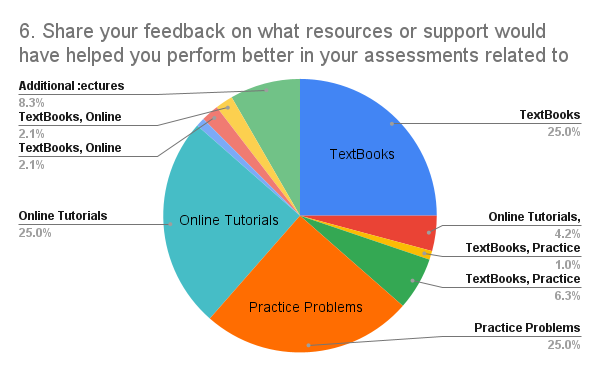 6. Share your feedback on what resources or support would
have helped you perform better in your assessments related to
Additional :ectures
8.3%
TextBooks, Online
2.1%
TextBooks, Online
2.1%
Online Tutorials
25.0%
TextBooks
25.0%
Online Tutorials,
4.2%
TextBooks, Practice
1.0%
TextBooks, Practice
6.3%
Practice Problems
25.0%
TextBooks
Online Tutorials
Practice Problems